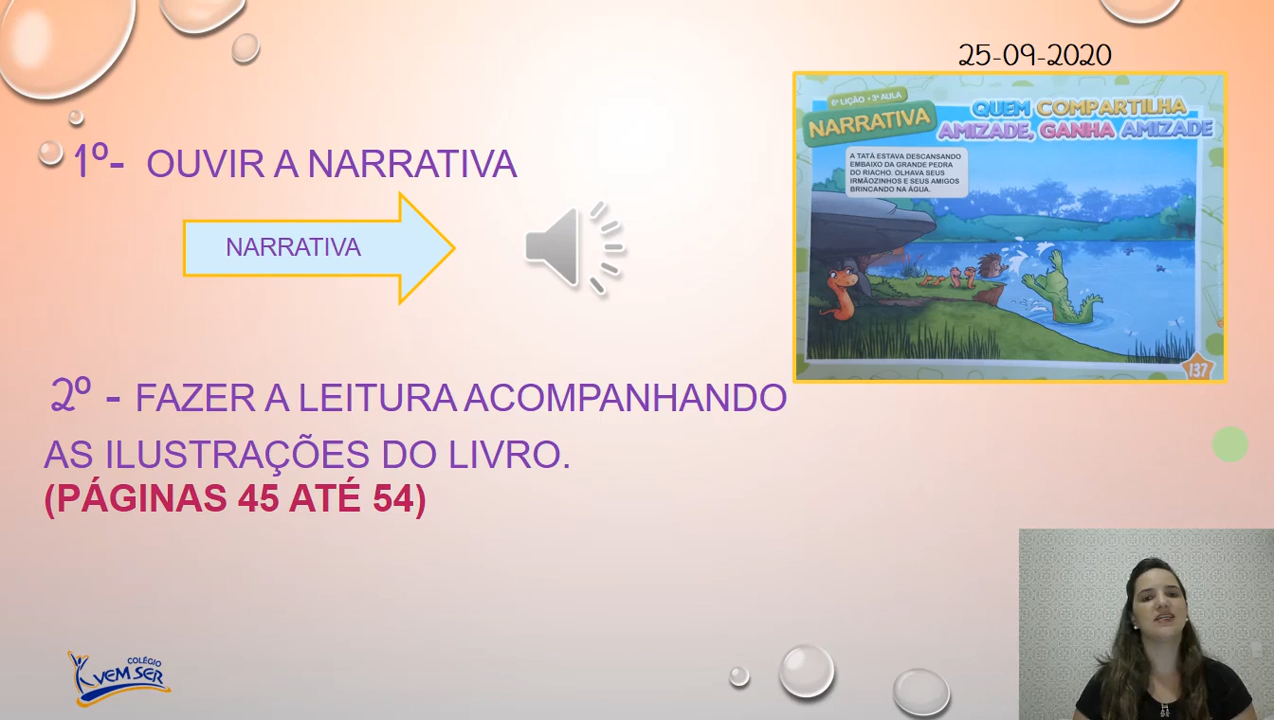 25-09-2020
6ª LIÇÃO • 3ª AULA
NARRATIVA
QUEM COMPARTILHA
AMIZADE, GANHA AMIZADE
A TATÁ ESTAVA DESCANSANDO
EMBAIXO DA GRANDE PEDRA
DO RIACHO. OLHAVA SEUS
IRMÃOZINHOS E SEUS AMIGOS
BRINCANDO NA ÁGUA.
137
1º- OUVIR A NARRATIVA
NARRATIVA
2º - FAZER A LEITURA ACOMPANHANDO
AS ILUSTRAÇÕES DO LIVRO.
(PÁGINAS 45 ATÉ 54)
COLÉGIO
VEM SER